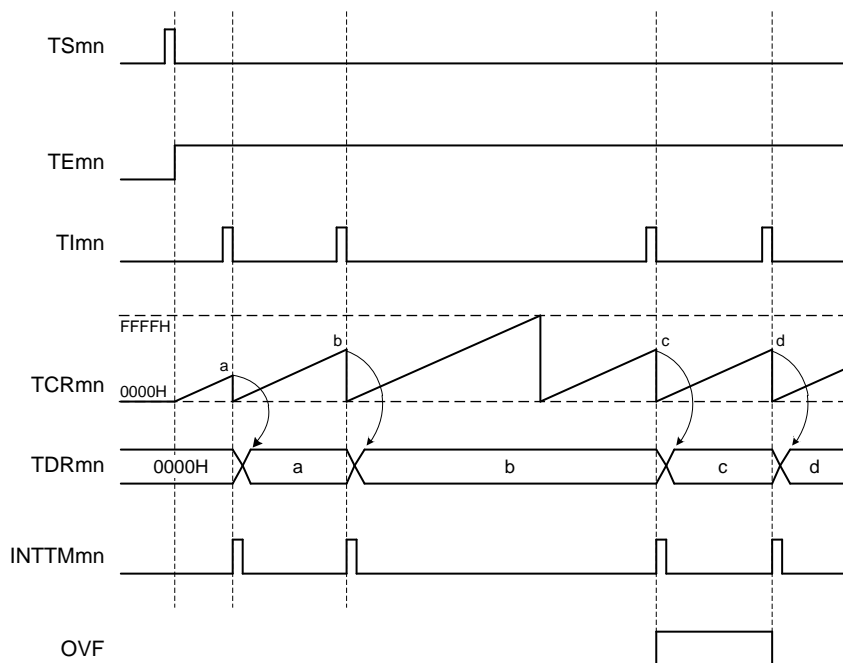 TSmn
TEmn
TImn
FFFFH
b
c
d
a
TCRmn
0000H
TDRmn
0000H
a
b
c
d
INTTMmn
OVF